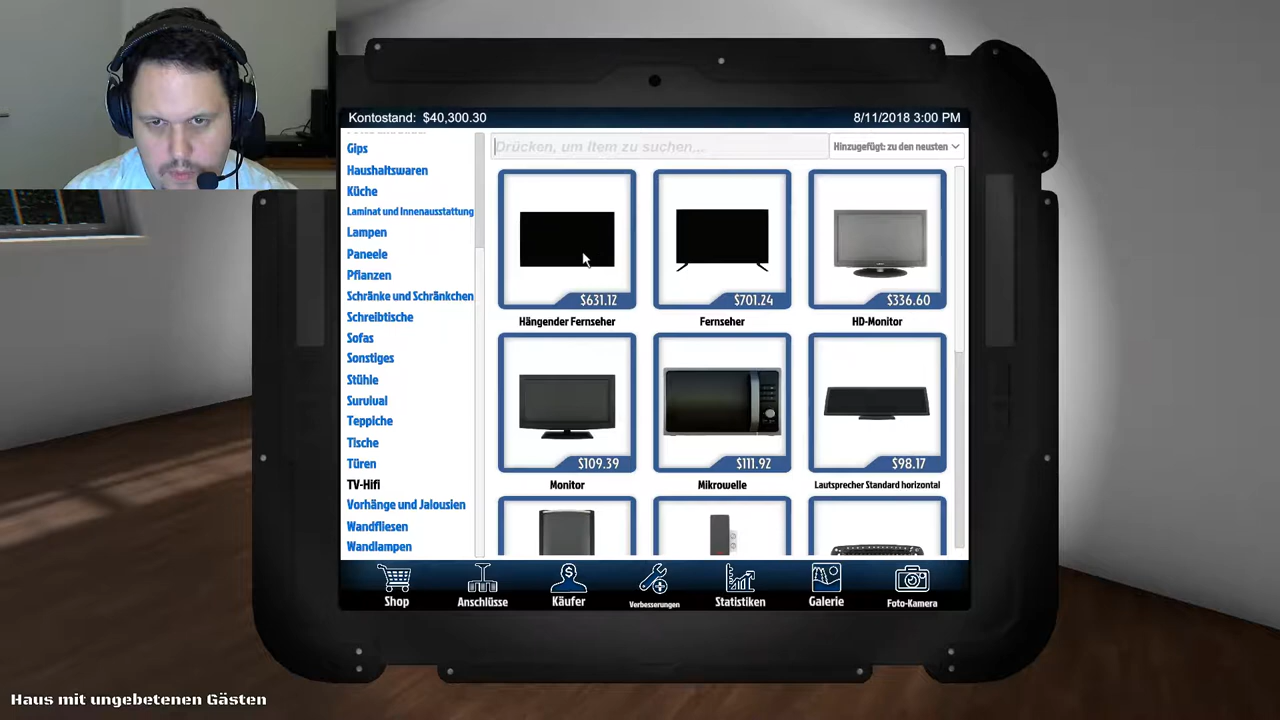 Kontostand: $40,300.30
8/11/2018 3:00 PM
Gips
Haushaltswaren
Küche
Laminat und Innenausstattung
Lampen
Paneele
Pflanzen
Schränke und Schränkchen
Schreibtische
Sofas
Sonstiges
Stühle
Survival
Teppiche
Tische
Türen
TV-Hifi
Vorhänge und Jalousien
Wandfliesen
Wandlampen
Drücken, um Item zu suchen...
Hinzugefügt: zu den neusten
$631.12
$701.24
$336.60
Hängender Fernseher
Fernseher
HD-Monitor
$109.39
$111.92
$98.17
Monitor
Mikrowelle
Lautsprecher Standard horizontal
Shop
Anschlüsse
Käufer
Verbesserungen
Statistiken
Galerie
Foto-Kamera
Haus mit ungebetenen Gästen